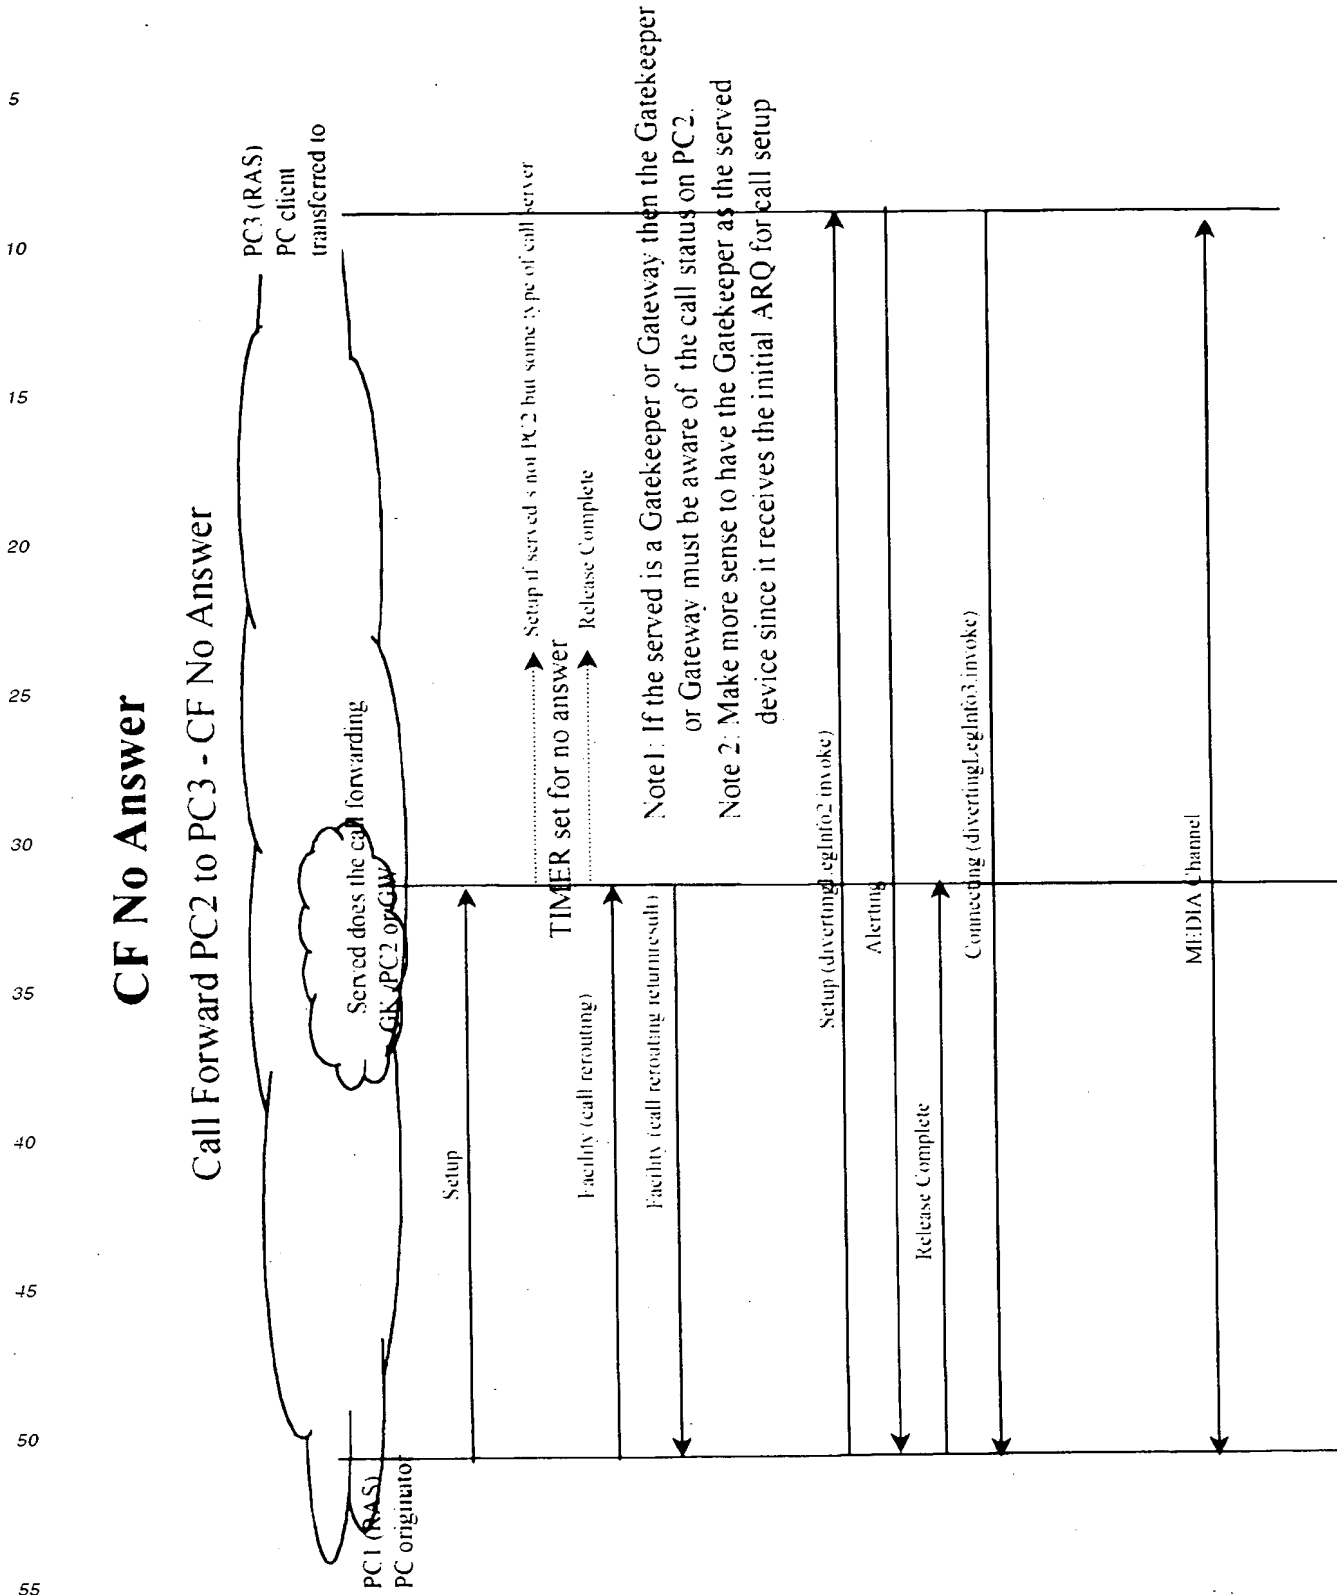 CF No Answer
Call Forward PC2 to PC3 - CF No Answer
PC1 (RAS)
PC originator
Served does the call forwarding
GK /PC2 or GW
PC3 (RAS)
PC client
transferred to
Setup
Setup if served s not PC2 but some type of call server
TIMER set for no answer
Release Complete
Facility (call rerouting)
Facility (call rerouting returnresult)
Note1: If the served is a Gatekeeper or Gateway then the Gatekeeper
or Gateway must be aware of the call status on PC2.
Note 2: Make more sense to have the Gatekeeper as the served
device since it receives the initial ARQ for call setup
Setup (divertingLegInfo2.invoke)
Alerting
Release Complete
Connecting (divertingLegInfo3.invoke)
MEDIA Channel
5
10
15
20
25
30
35
40
45
50
55